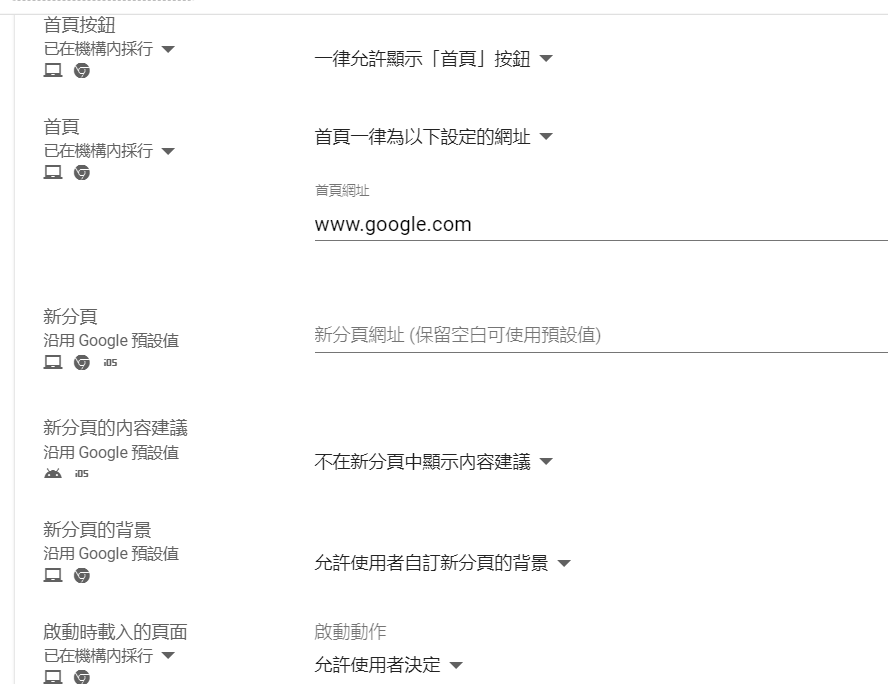 首頁按鈕
已在機構內採行
一律允許顯示「首頁」按鈕
首頁
已在機構內採行
首頁一律為以下設定的網址
首頁網址
www.google.com
新分頁
沿用 Google 預設值
iOS
新分頁網址 (保留空白可使用預設值)
新分頁的內容建議
沿用 Google 預設值
iOS
不在新分頁中顯示內容建議
新分頁的背景
沿用 Google 預設值
允許使用者自訂新分頁的背景
啟動時載入的頁面
已在機構內採行
啟動動作
允許使用者決定